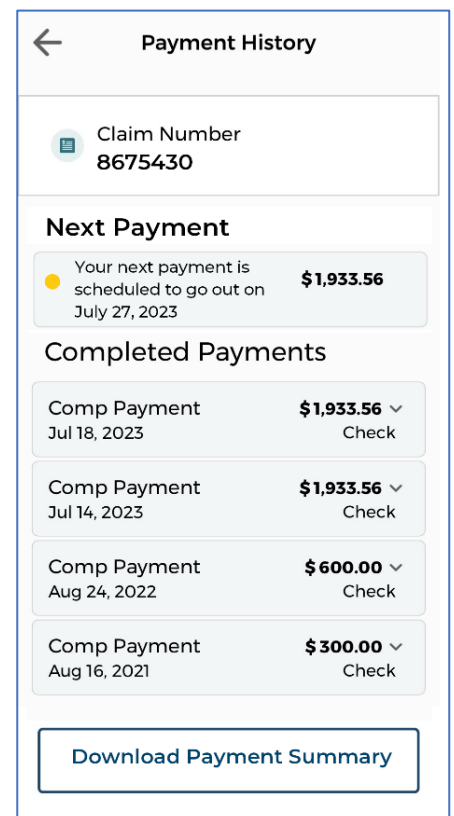 Payment History
Claim Number
8675430
Next Payment
Your next payment is
scheduled to go out on
July 27, 2023
$1,933.56
Completed Payments
Comp Payment $1,933.56
Jul 18, 2023 Check
Comp Payment $1,933.56
Jul 14, 2023 Check
Comp Payment $600.00
Aug 24, 2022 Check
Comp Payment $300.00
Aug 16, 2021 Check
Download Payment Summary